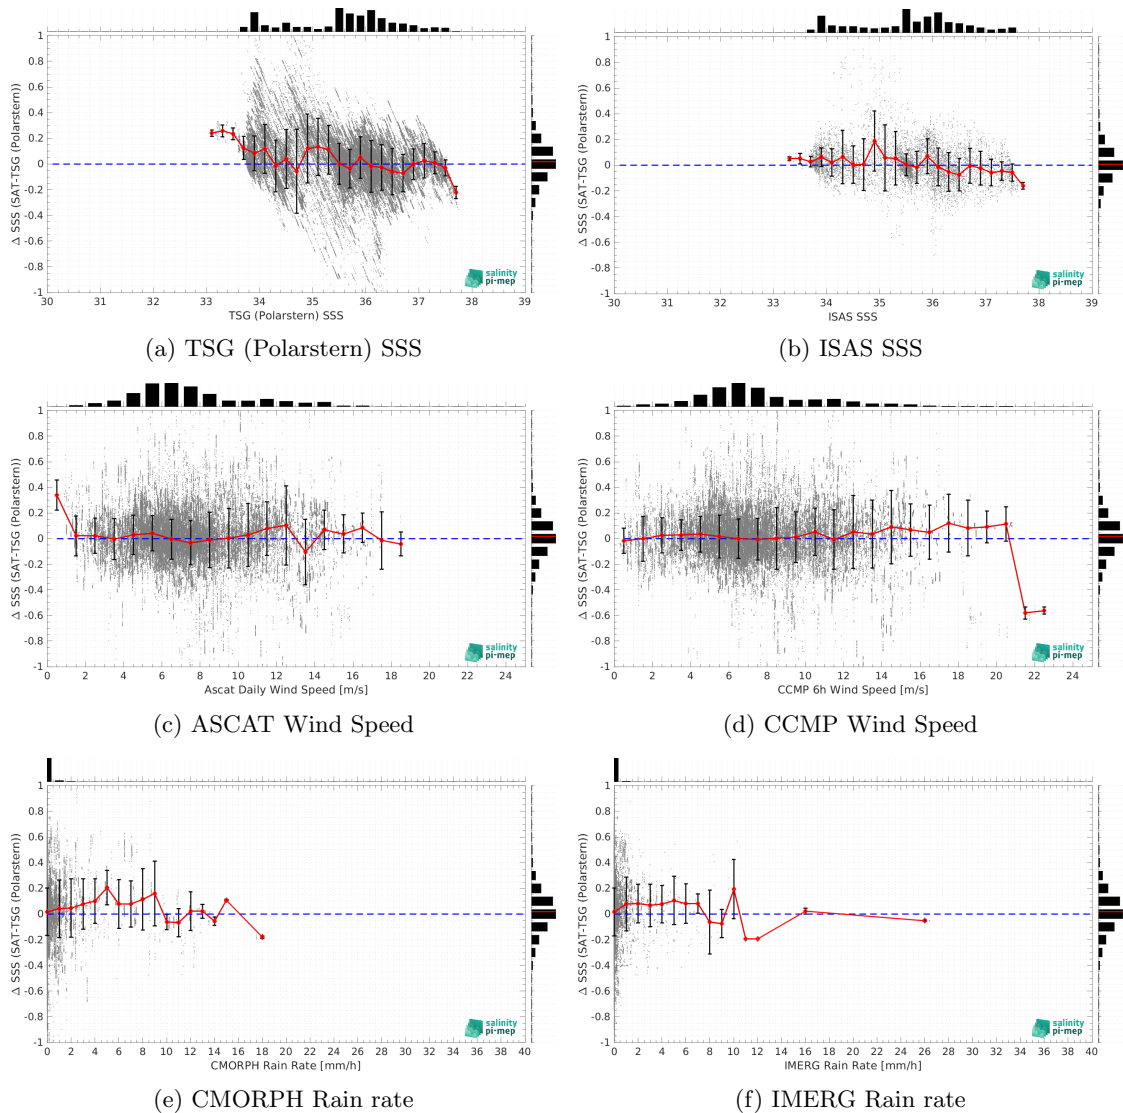 1
0.8
0.6
0.4
0.2
0
-0.2
-0.4
-0.6
-0.8
-1
Δ SSS (SAT-TSG (Polarstern))
salinity
pi-mep
30 31 32 33 34 35 36 37 38 39
TSG (Polarstern) SSS
(a) TSG (Polarstern) SSS
1
0.8
0.6
0.4
0.2
0
-0.2
-0.4
-0.6
-0.8
-1
Δ SSS (SAT-TSG (Polarstern))
salinity
pi-mep
30 31 32 33 34 35 36 37 38 39
ISAS SSS
(b) ISAS SSS
1
0.8
0.6
0.4
0.2
0
-0.2
-0.4
-0.6
-0.8
-1
Δ SSS (SAT-TSG (Polarstern))
salinity
pi-mep
0 2 4 6 8 10 12 14 16 18 20 22 24
Ascat Daily Wind Speed [m/s]
(c) ASCAT Wind Speed
1
0.8
0.6
0.4
0.2
0
-0.2
-0.4
-0.6
-0.8
-1
Δ SSS (SAT-TSG (Polarstern))
salinity
pi-mep
0 2 4 6 8 10 12 14 16 18 20 22 24
CCMP 6h Wind Speed [m/s]
(d) CCMP Wind Speed
1
0.8
0.6
0.4
0.2
0
-0.2
-0.4
-0.6
-0.8
-1
Δ SSS (SAT-TSG (Polarstern))
salinity
pi-mep
0 2 4 6 8 10 12 14 16 18 20 22 24 26 28 30 32 34 36 38 40
CMORPH Rain Rate [mm/h]
(e) CMORPH Rain rate
1
0.8
0.6
0.4
0.2
0
-0.2
-0.4
-0.6
-0.8
-1
Δ SSS (SAT-TSG (Polarstern))
salinity
pi-mep
0 2 4 6 8 10 12 14 16 18 20 22 24 26 28 30 32 34 36 38 40
IMERG Rain Rate [mm/h]
(f) IMERG Rain rate